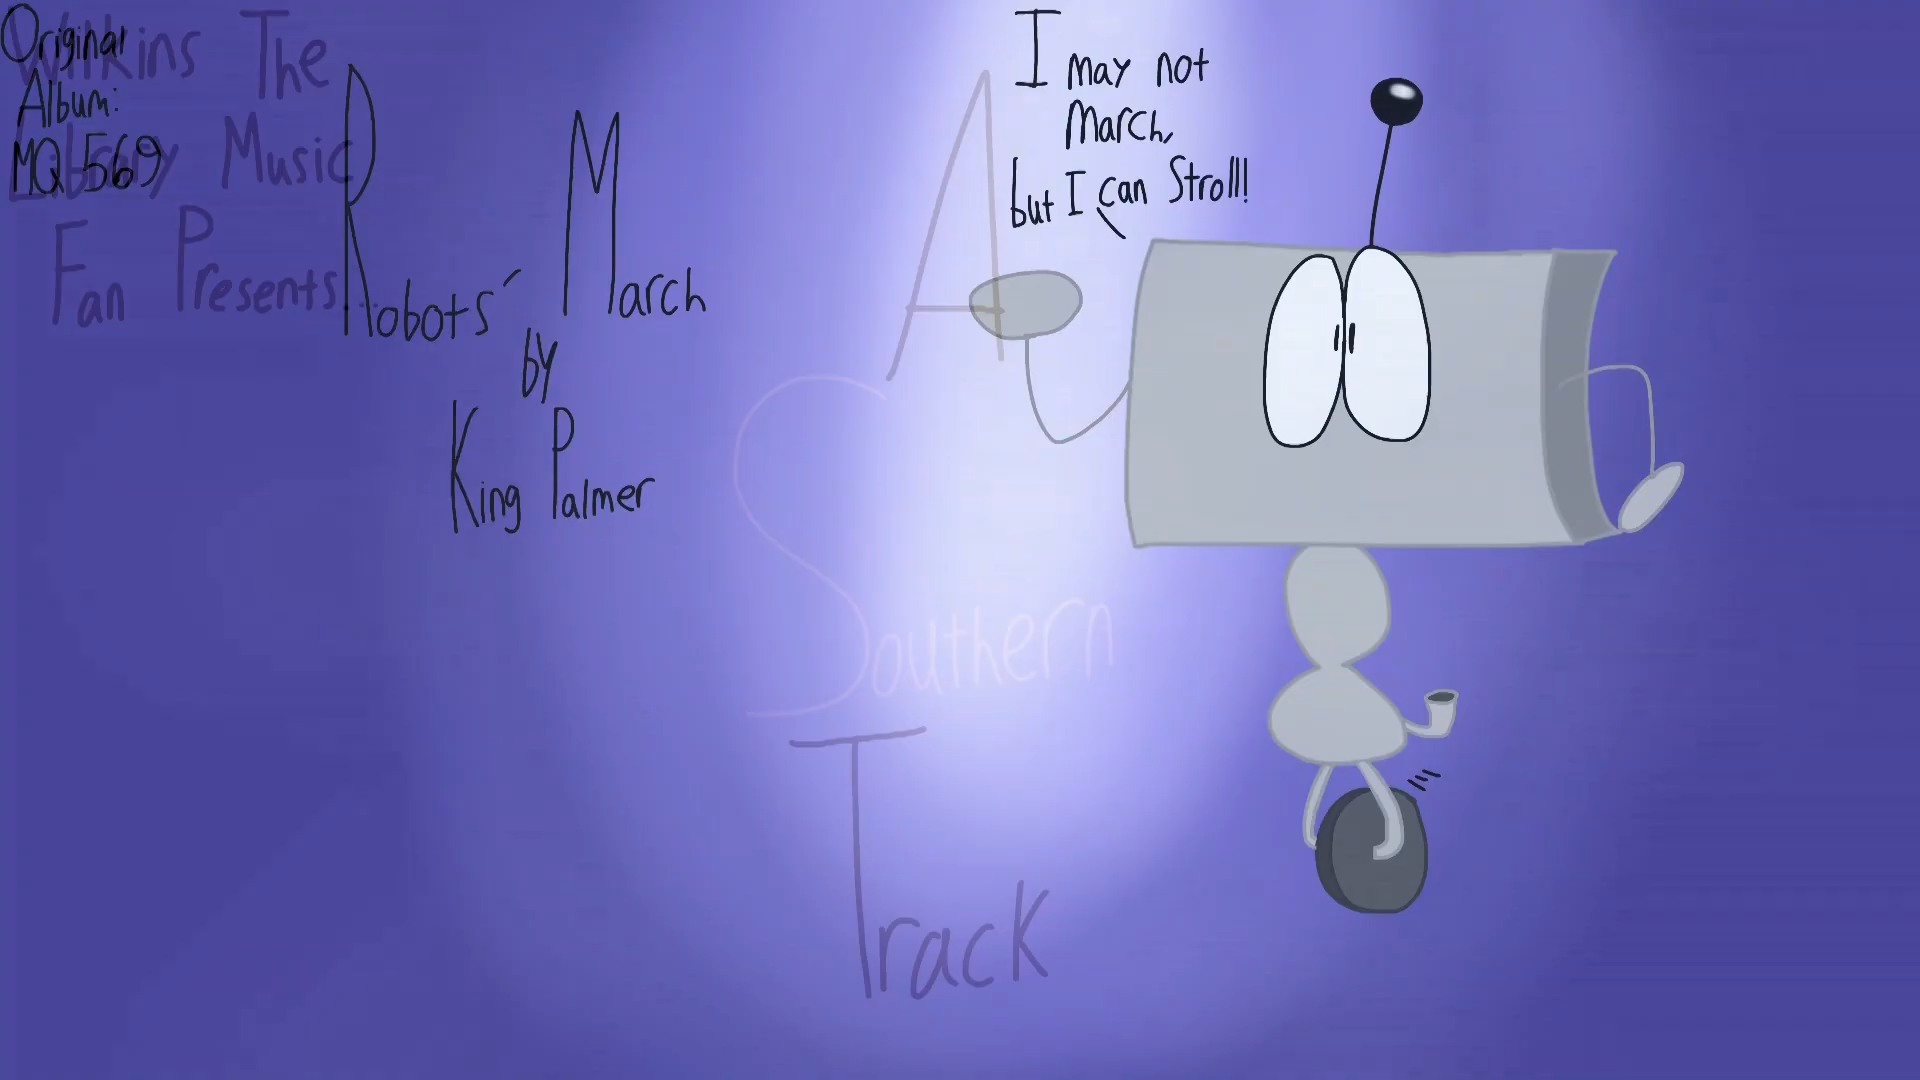 Original
Album:
MQ 569
Wilkins The
Library Music
Fan Presents...
Robots' March
by
King Palmer
A
Southern
Track
I may not
March,
but I can Stroll!